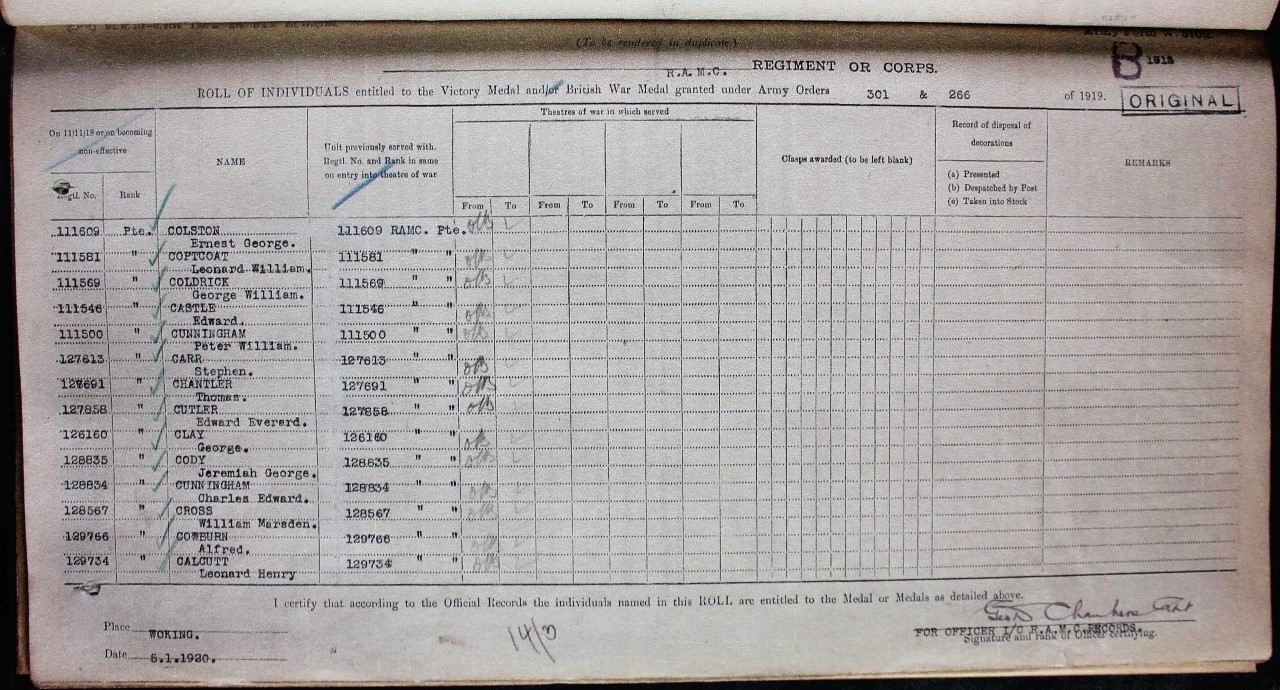 (To be rendered in duplicate)
R.A.M.C. REGIMENT OR CORPS.
B 1913
ROLL OF INDIVIDUALS entitled to the Victory Medal and/or British War Medal granted under Army Orders 301 & 266 of 1919.
ORIGINAL
On 11/11/18 or on becoming non-effective
NAME
Unit previously served with. Regtl. No. and Rank in same on entry into theatre of war
Theatres of war in which served
Clasps awarded (to be left blank)
Record of disposal of decorations
(a) Presented
(b) Despatched by Post
(c) Taken into Stock
REMARKS
Regtl. No. Rank
From To From To From To From To
111609 Pte. COLSTON 111609 RAMC. Pte.
Ernest George.
111581 " COFTCOAT 111581 " "
Leonard William.
111569 " COLDRICK 111569 " "
George William.
111546 " CASTLE 111546 " "
Edward.
111500 " CUNNINGHAM 111500 " "
Peter William.
127613 " CARR 127613 " "
Stephen.
127691 " CHANTLER 127691 " "
Thomas.
127858 " CUTLER 127858 " "
Edward Everard.
126160 " CLAY 126160 " "
George.
128835 " CODY 128835 " "
Jeremiah George.
128834 " CUNNINGHAM 128834 " "
Charles Edward.
128567 " CROSS 128567 " "
William Marsden.
129766 " COWBURN 129766 " "
Alfred.
129734 " CALCUTT 129734 " "
Leonard Henry
I certify that according to the Official Records the individuals named in this ROLL are entitled to the Medal or Medals as detailed above.
Chambers Capt
Place WOKING.
FOR OFFICER I/C R.A.M.C. RECORDS.
Signature and rank of Officer certifying.
Date 5.1.1920.